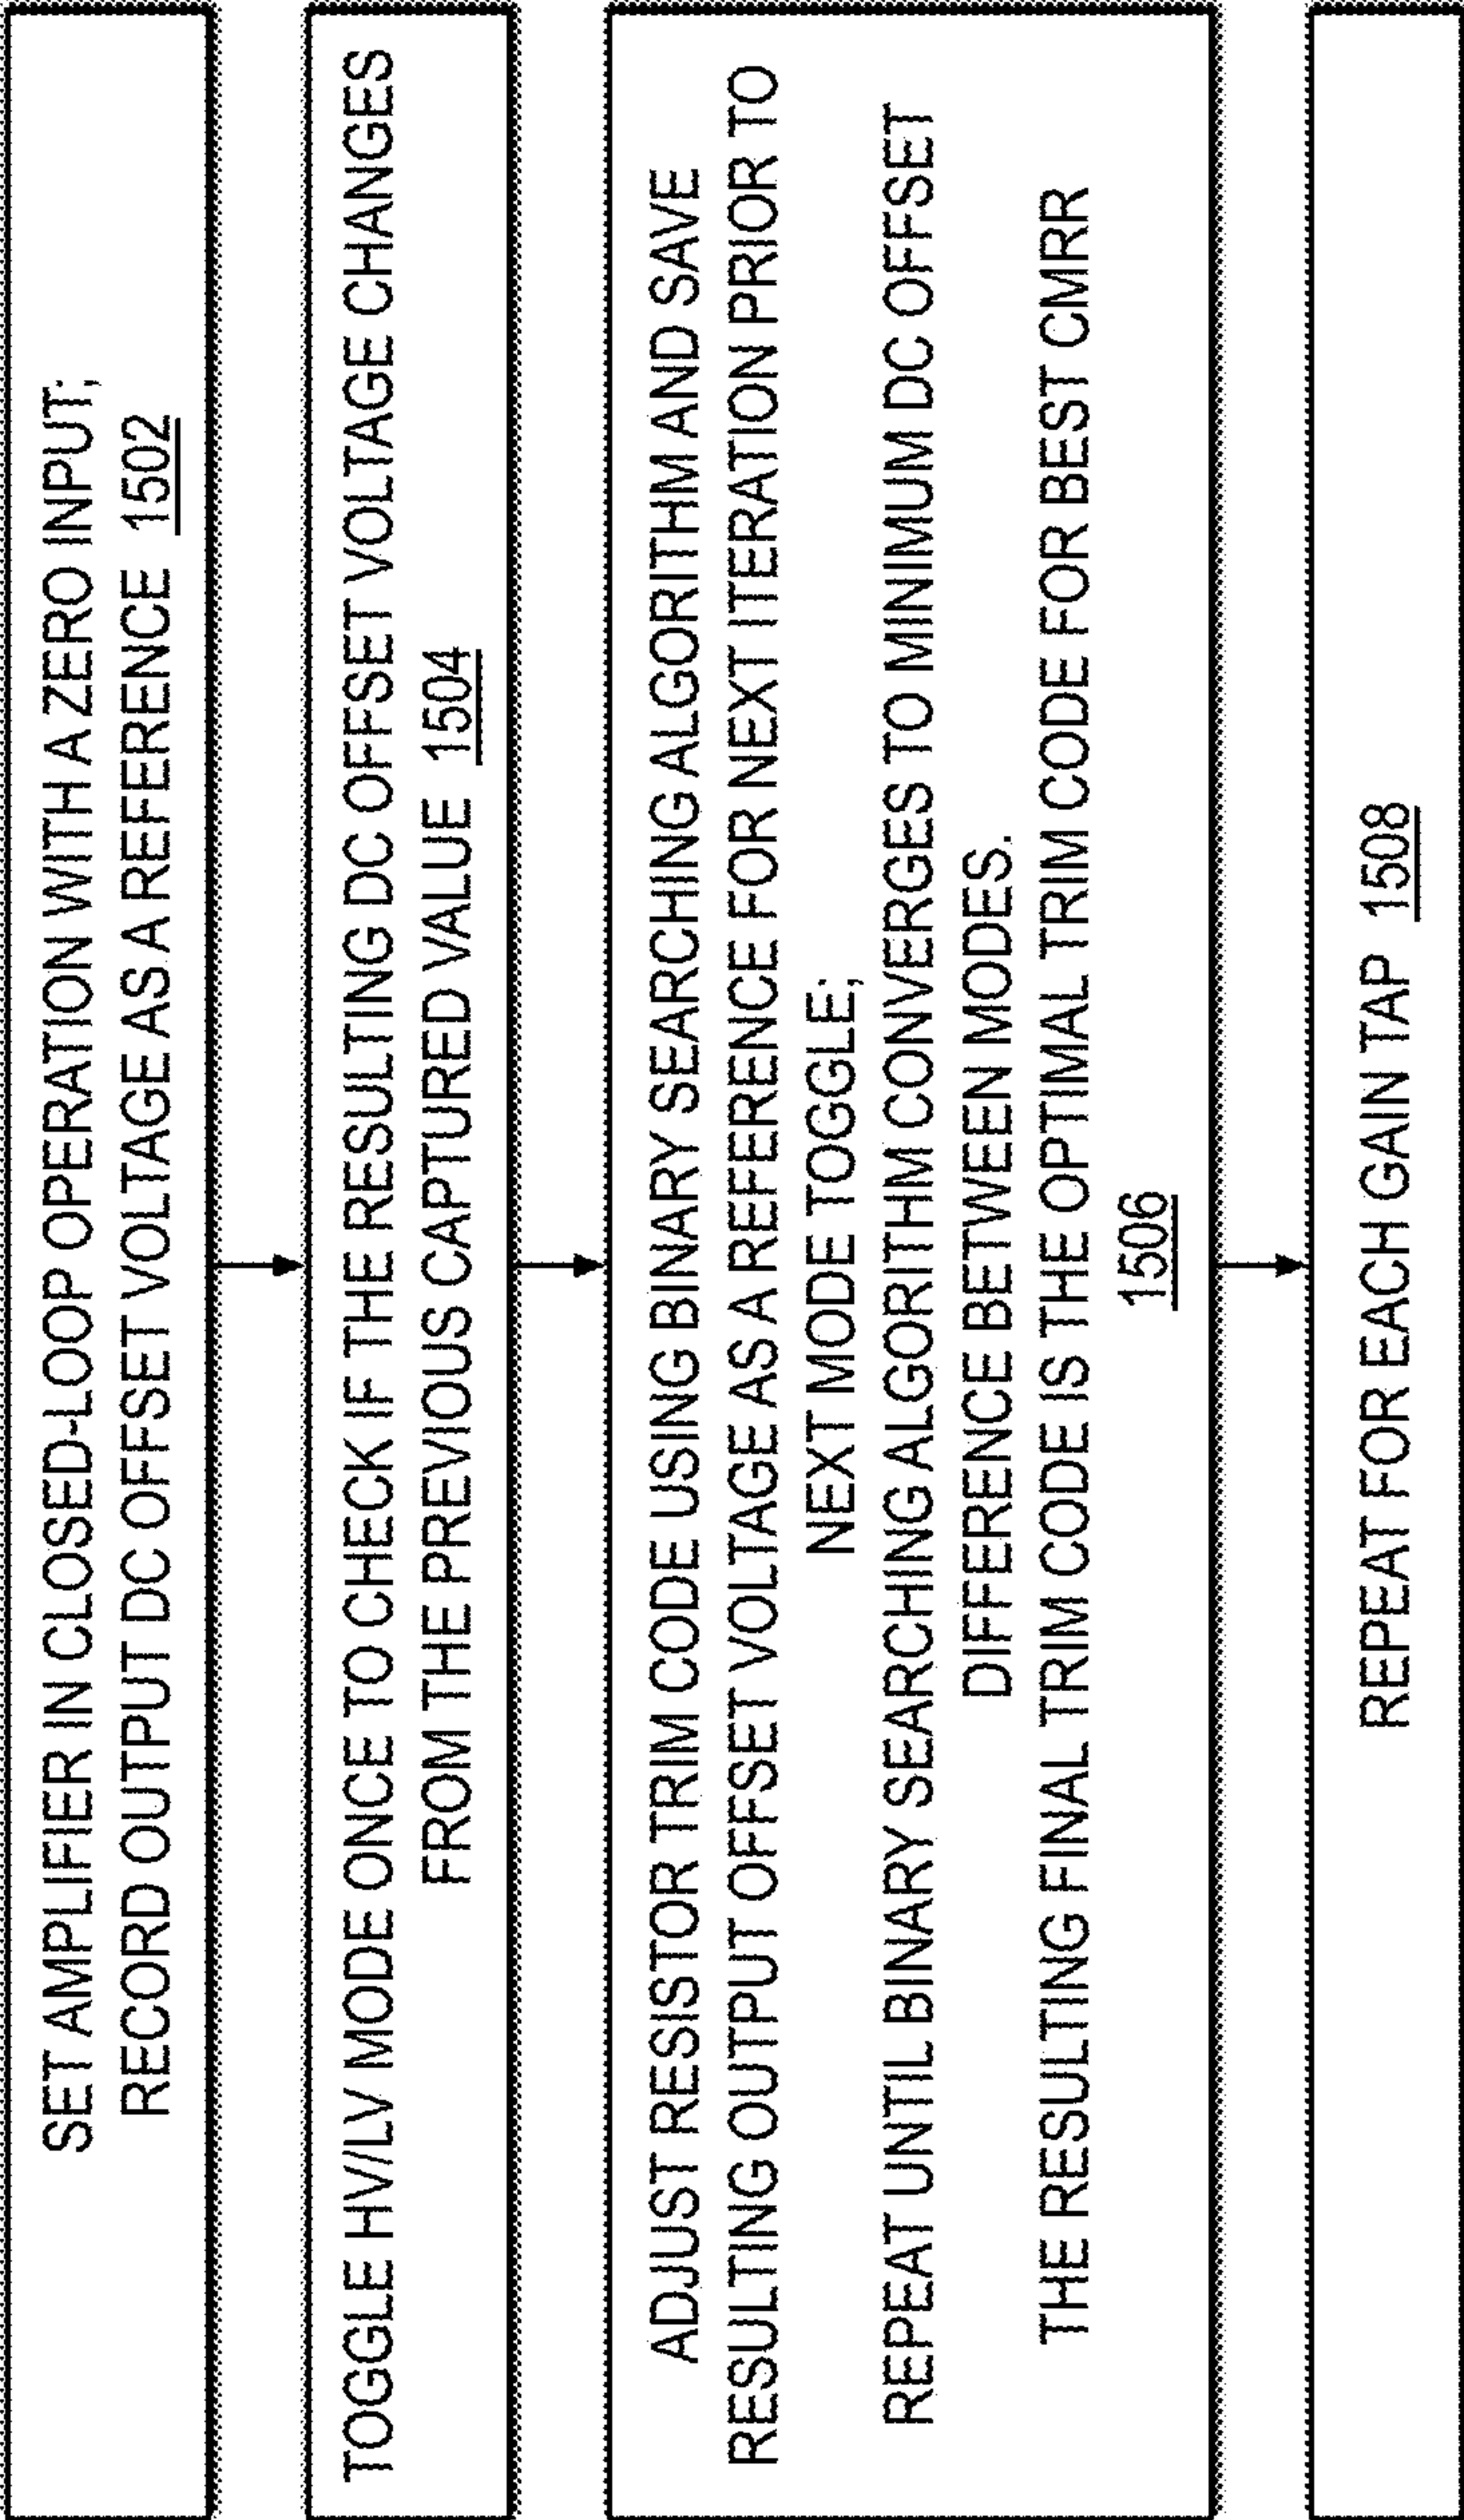 SET AMPLIFIER IN CLOSED-LOOP OPERATION WITH A ZERO INPUT;
RECORD OUTPUT DC OFFSET VOLTAGE AS A REFERENCE 1502
TOGGLE HV/LV MODE ONCE TO CHECK IF THE RESULTING DC OFFSET VOLTAGE CHANGES
FROM THE PREVIOUS CAPTURED VALUE 1504
ADJUST RESISTOR TRIM CODE USING BINARY SEARCHING ALGORITHM AND SAVE
RESULTING OUTPUT OFFSET VOLTAGE AS A REFERENCE FOR NEXT ITERATION PRIOR TO
NEXT MODE TOGGLE;
REPEAT UNTIL BINARY SEARCHING ALGORITHM CONVERGES TO MINIMUM DC OFFSET
DIFFERENCE BETWEEN MODES.
THE RESULTING FINAL TRIM CODE IS THE OPTIMAL TRIM CODE FOR BEST CMRR
1506
REPEAT FOR EACH GAIN TAP 1508